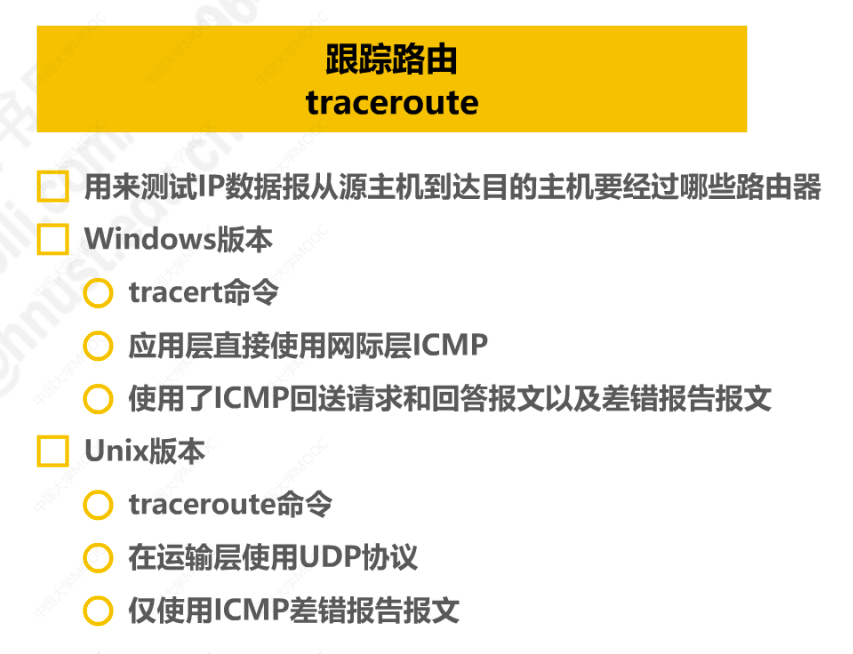 跟踪路由
traceroute
用来测试IP数据报从源主机到达目的主机要经过哪些路由器
Windows版本
tracert命令
应用层直接使用网际层ICMP
使用了ICMP回送请求和回答报文以及差错报告报文
Unix版本
traceroute命令
在运输层使用UDP协议
仅使用ICMP差错报告报文